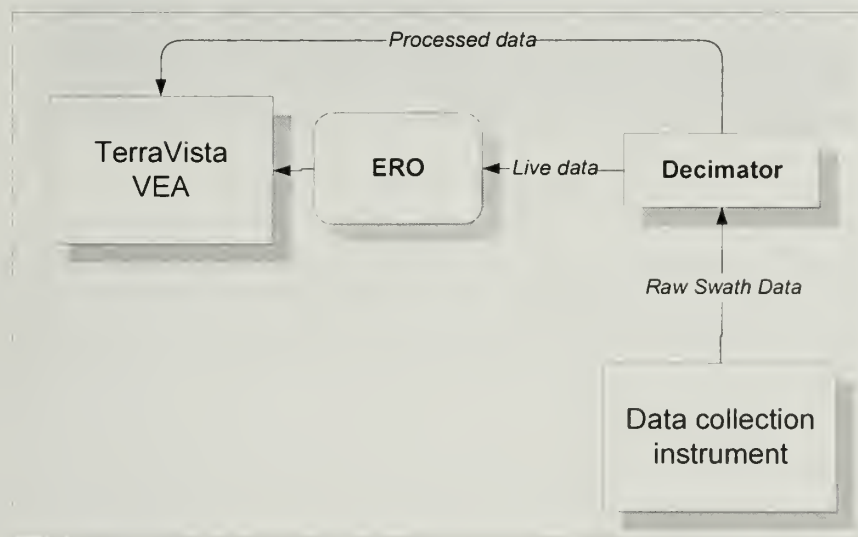 Processed data
TerraVista
VEA
ERO
Live data
Decimator
Raw Swath Data
Data collection
instrument